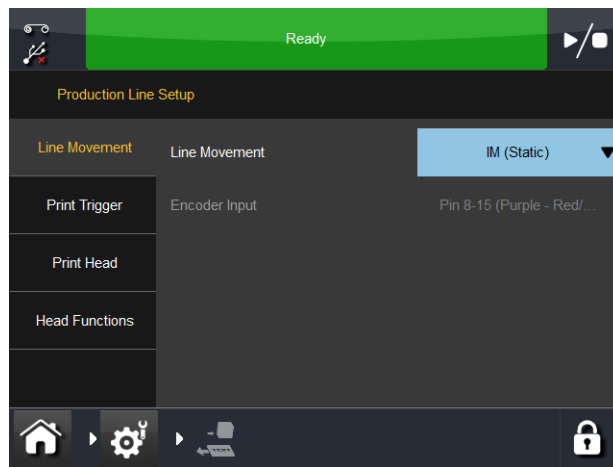 Ready
Production Line Setup
Line Movement
Line Movement
IM (Static)
Print Trigger
Encoder Input
Pin 8-15 (Purple - Red/...
Print Head
Head Functions
TEXT